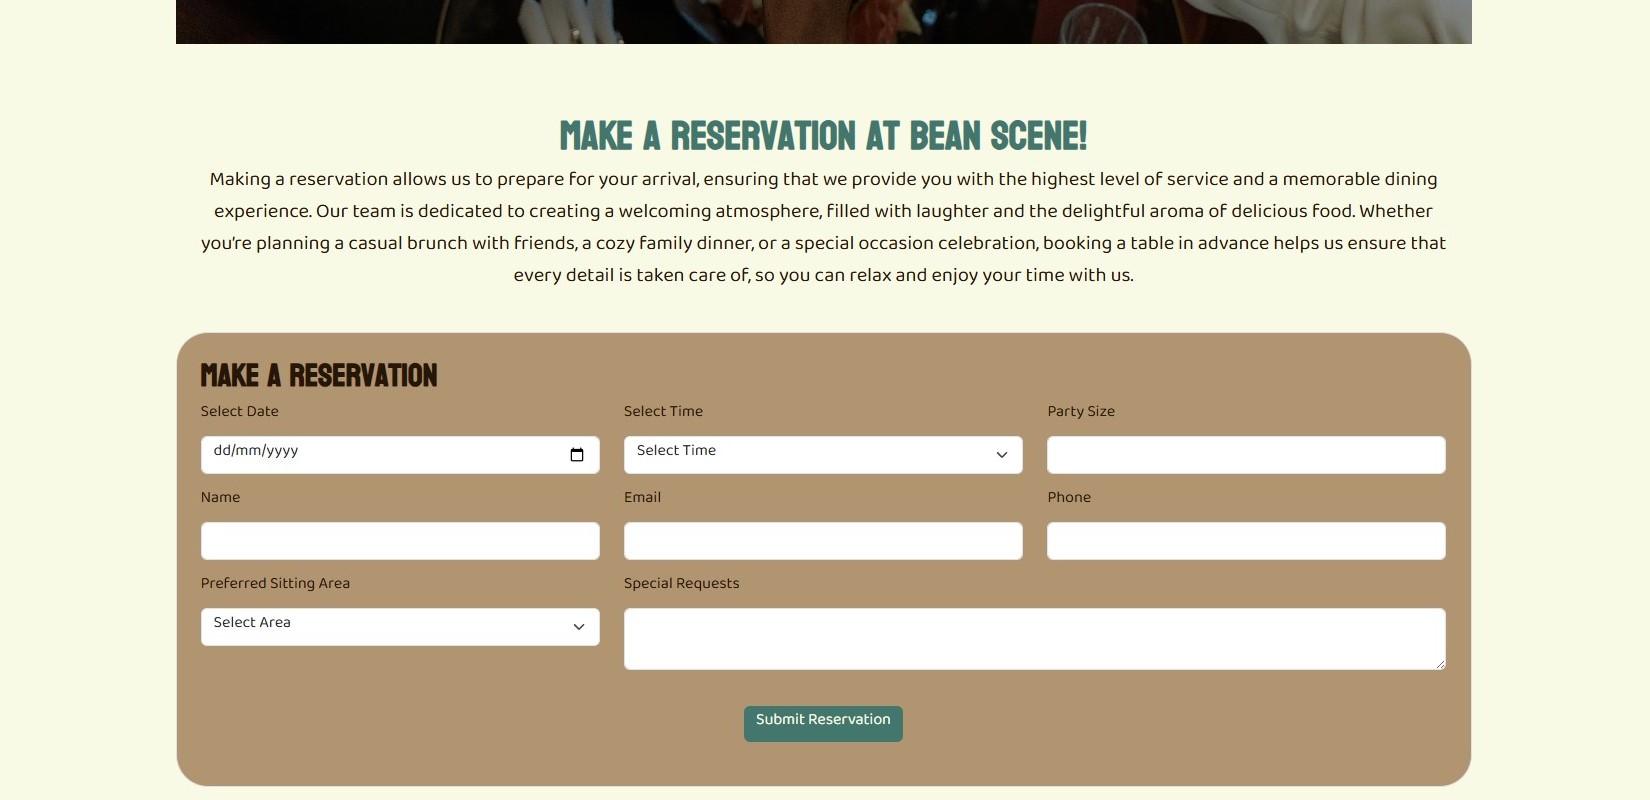 MAKE A RESERVATION AT BEAN SCENE!
Making a reservation allows us to prepare for your arrival, ensuring that we provide you with the highest level of service and a memorable dining
experience. Our team is dedicated to creating a welcoming atmosphere, filled with laughter and the delightful aroma of delicious food. Whether
you're planning a casual brunch with friends, a cozy family dinner, or a special occasion celebration, booking a table in advance helps us ensure that
every detail is taken care of, so you can relax and enjoy your time with us.
MAKE A RESERVATION
Select Date
Select Time
Party Size
dd/mm/yyyy
Select Time
Name
Email
Phone
Preferred Sitting Area
Special Requests
Select Area
Submit Reservation